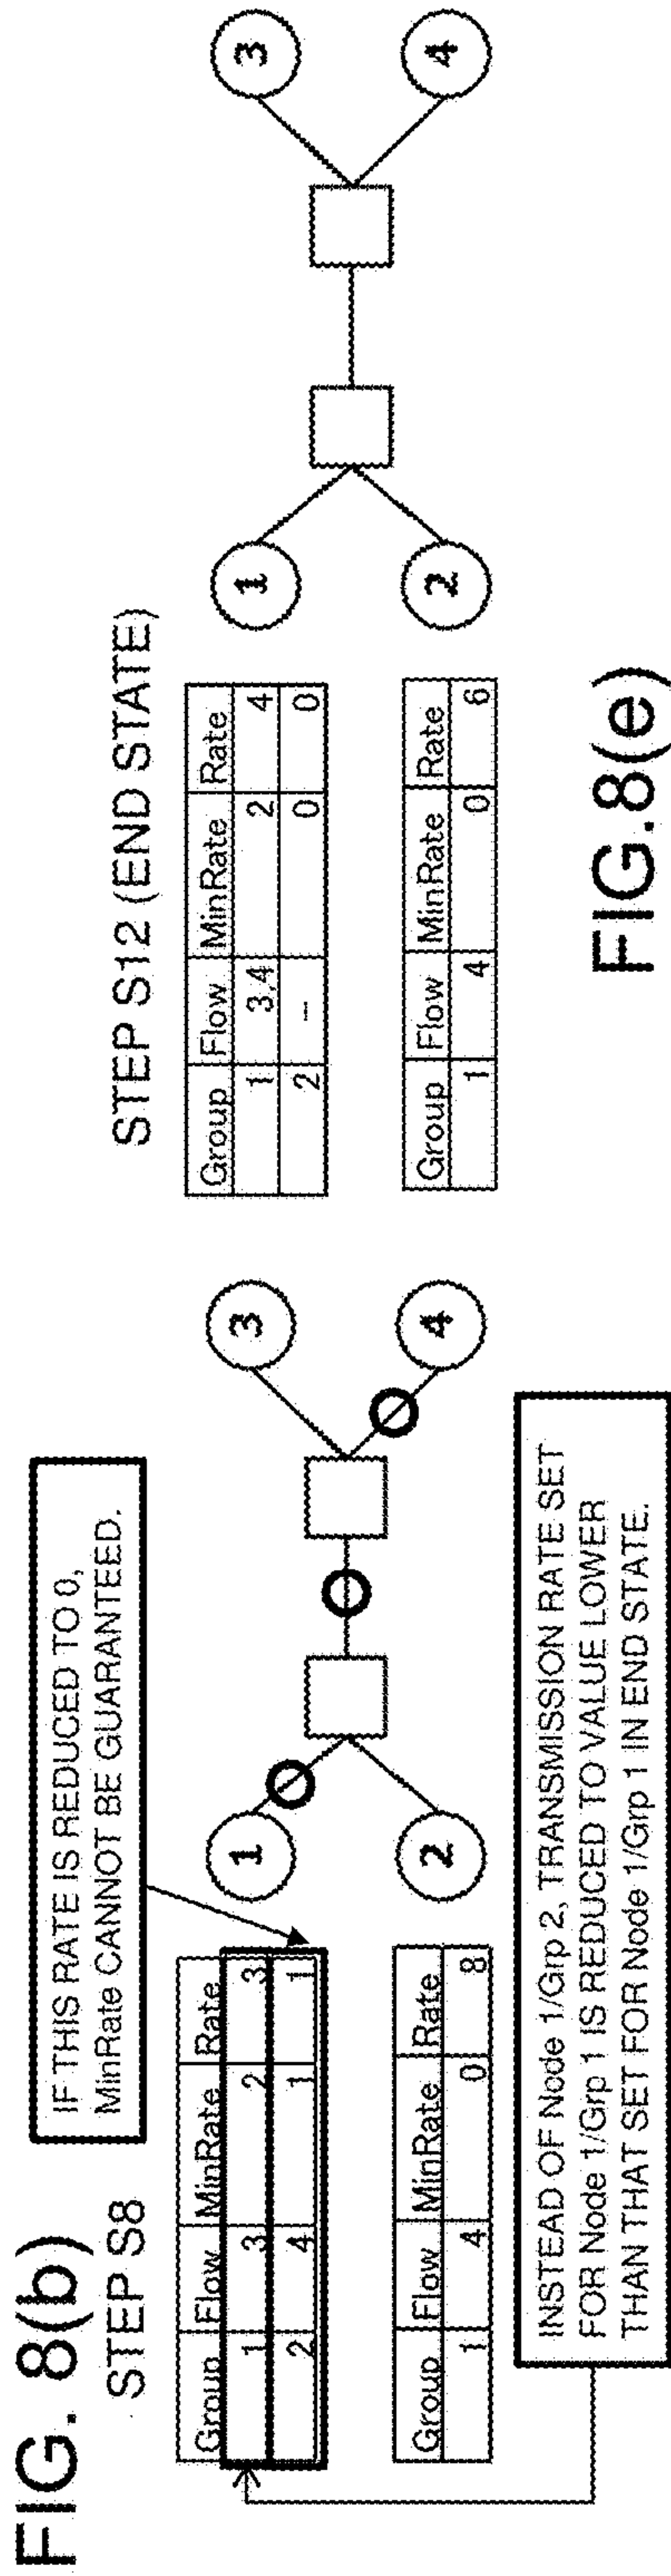 FIG. 8(b)
STEP S8
IF THIS RATE IS REDUCED TO 0,
MinRate CANNOT BE GUARANTEED.
Group Flow MinRate Rate
1 3 2 3
2 4 1 1
Group Flow MinRate Rate
1 4 0 8
1
2
3
4
INSTEAD OF Node 1/Grp 2, TRANSMISSION RATE SET
FOR Node 1/Grp 1 IS REDUCED TO VALUE LOWER
THAN THAT SET FOR Node 1/Grp 1 IN END STATE.
STEP S12 (END STATE)
Group Flow MinRate Rate
1 3,4 2 4
2 – 0 0
Group Flow MinRate Rate
1 4 0 6
1
2
3
4
FIG.8(e)